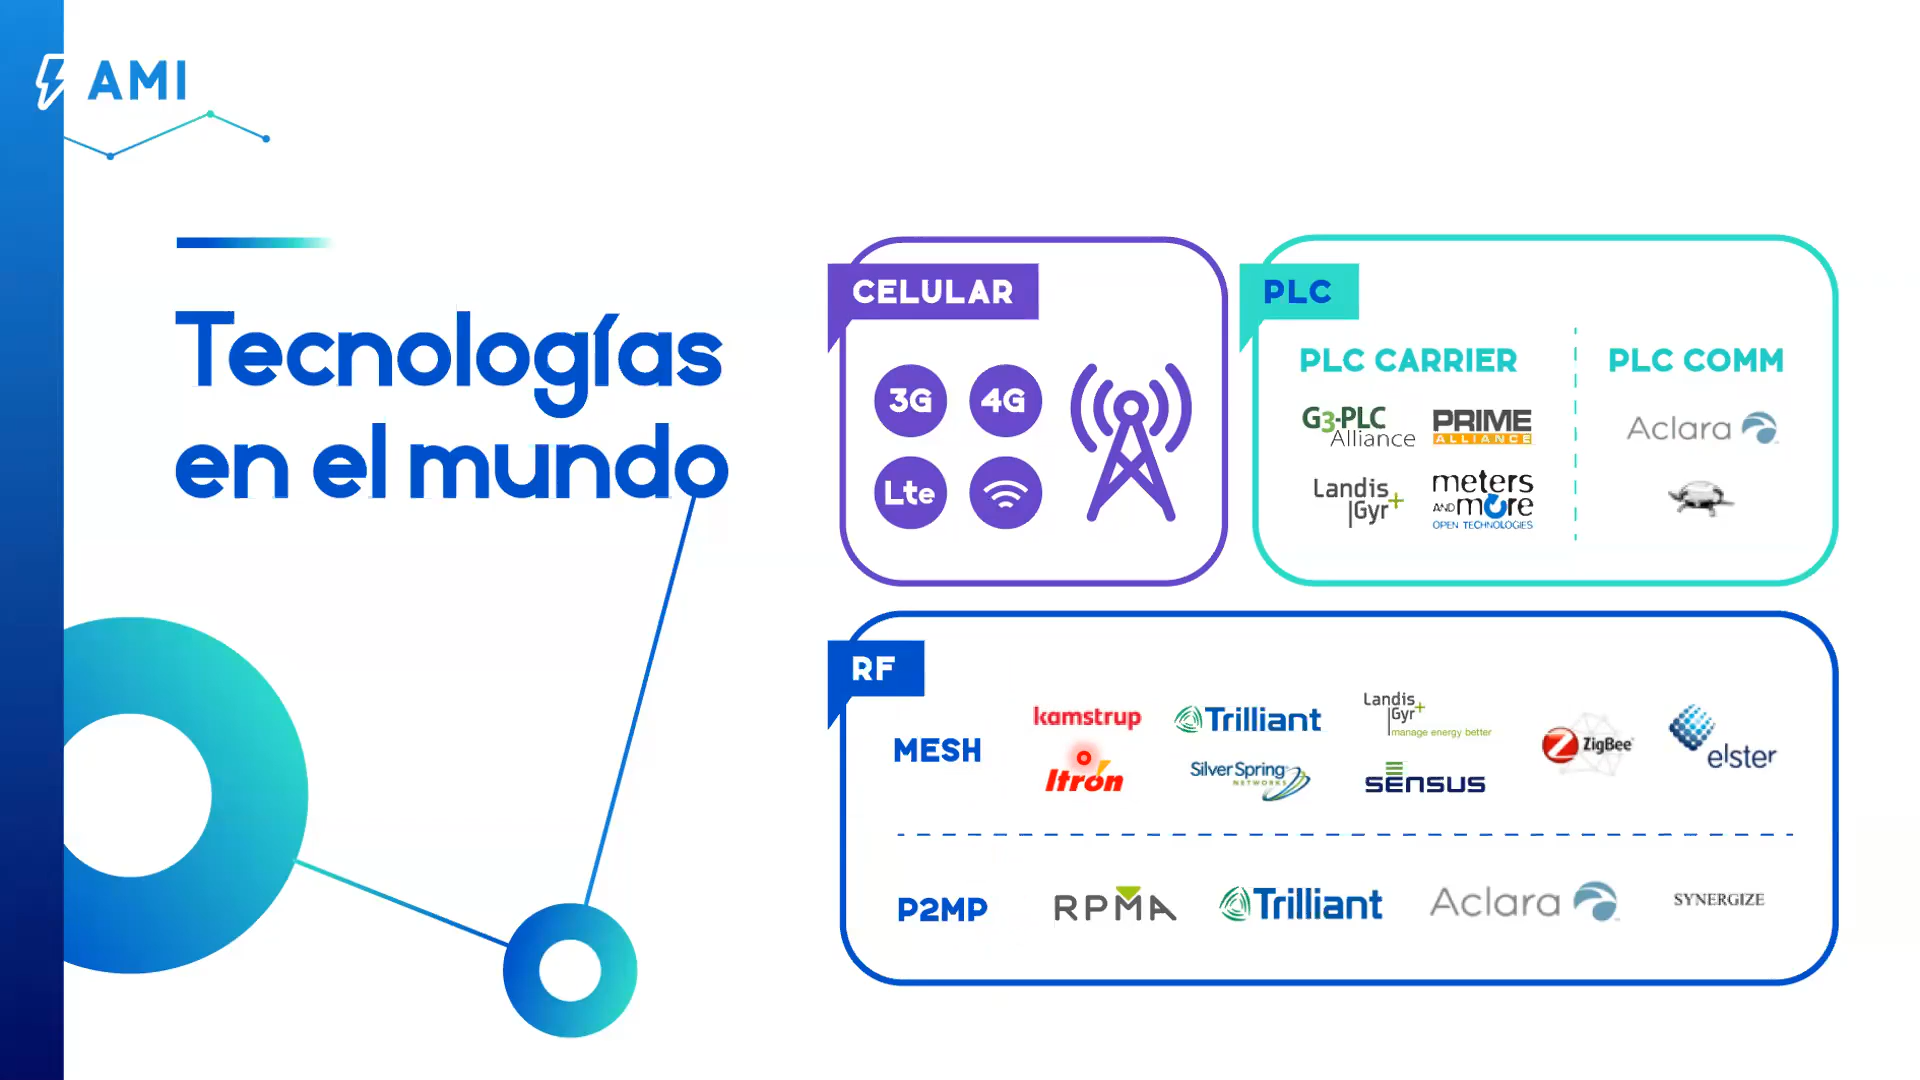 AMI
Tecnologías
en el mundo
CELULAR
3G
4G
Lte
PLC
PLC CARRIER
G3-PLC
Alliance
PRIME
ALLIANCE
Landis
Gyr+
meters
AND more
OPEN TECHNOLOGIES
PLC COMM
Aclara
RF
MESH
kamstrup
Itron
Trilliant
SilverSpring
NETWORKS
Landis
Gyr+
manage energy better
sensus
ZigBee
elster
P2MP
RPMA
Trilliant
Aclara
SYNERGIZE